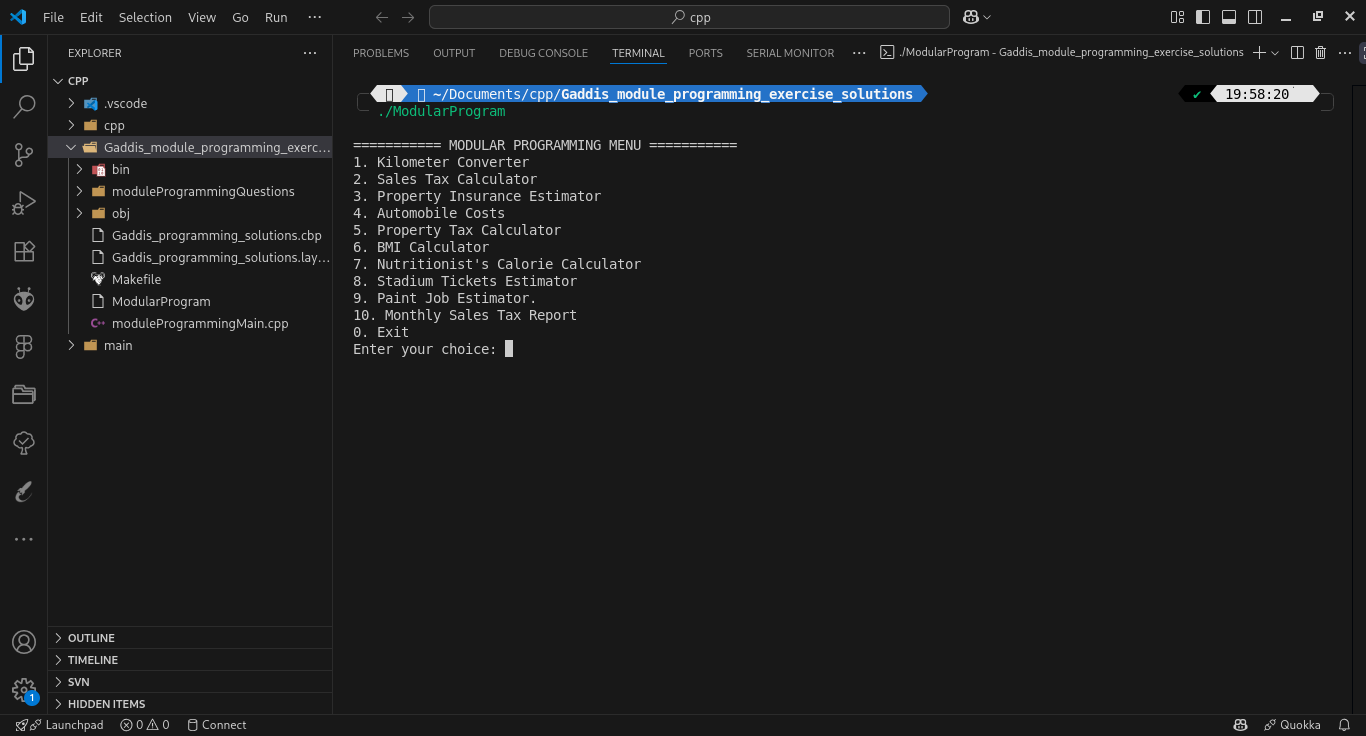 File Edit Selection View Go Run ···
cpp
EXPLORER ···
CPP
.vscode
cpp
Gaddis_module_programming_exerc...
bin
moduleProgrammingQuestions
obj
Gaddis_programming_solutions.cbp
Gaddis_programming_solutions.lay...
Makefile
ModularProgram
C++ moduleProgrammingMain.cpp
main
OUTLINE
TIMELINE
SVN
HIDDEN ITEMS
1
PROBLEMS OUTPUT DEBUG CONSOLE TERMINAL PORTS SERIAL MONITOR ··· ./ModularProgram - Gaddis_module_programming_exercise_solutions ···
~/Documents/cpp/Gaddis_module_programming_exercise_solutions ✔ 19:58:20
./ModularProgram
=========== MODULAR PROGRAMMING MENU ===========
1. Kilometer Converter
2. Sales Tax Calculator
3. Property Insurance Estimator
4. Automobile Costs
5. Property Tax Calculator
6. BMI Calculator
7. Nutritionist's Calorie Calculator
8. Stadium Tickets Estimator
9. Paint Job Estimator.
10. Monthly Sales Tax Report
0. Exit
Enter your choice:
Launchpad 0 0 Connect Quokka